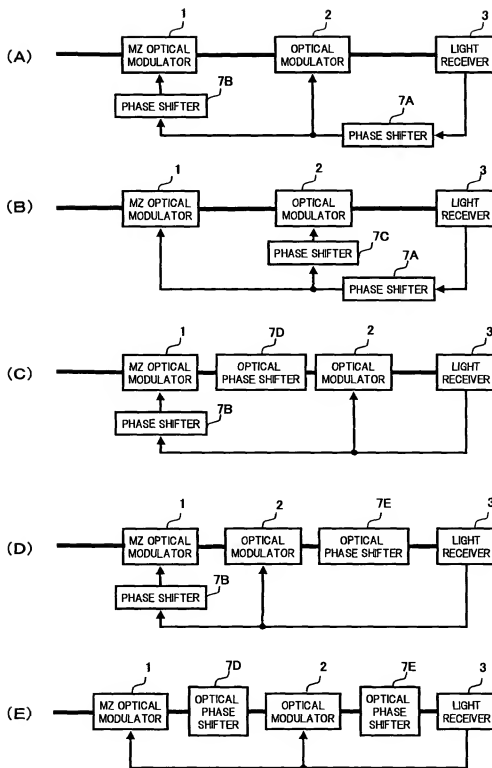 1
2
3
(A)
MZ OPTICAL
MODULATOR
OPTICAL
MODULATOR
LIGHT
RECEIVER
7B
PHASE SHIFTER
7A
PHASE SHIFTER
1
2
3
(B)
MZ OPTICAL
MODULATOR
OPTICAL
MODULATOR
LIGHT
RECEIVER
7C
PHASE SHIFTER
7A
PHASE SHIFTER
1
7D
2
3
(C)
MZ OPTICAL
MODULATOR
OPTICAL
PHASE SHIFTER
OPTICAL
MODULATOR
LIGHT
RECEIVER
7B
PHASE SHIFTER
1
2
7E
3
(D)
MZ OPTICAL
MODULATOR
OPTICAL
MODULATOR
OPTICAL
PHASE SHIFTER
LIGHT
RECEIVER
7B
PHASE SHIFTER
1
7D
2
7E
3
(E)
MZ OPTICAL
MODULATOR
OPTICAL
PHASE
SHIFTER
OPTICAL
MODULATOR
OPTICAL
PHASE
SHIFTER
LIGHT
RECEIVER